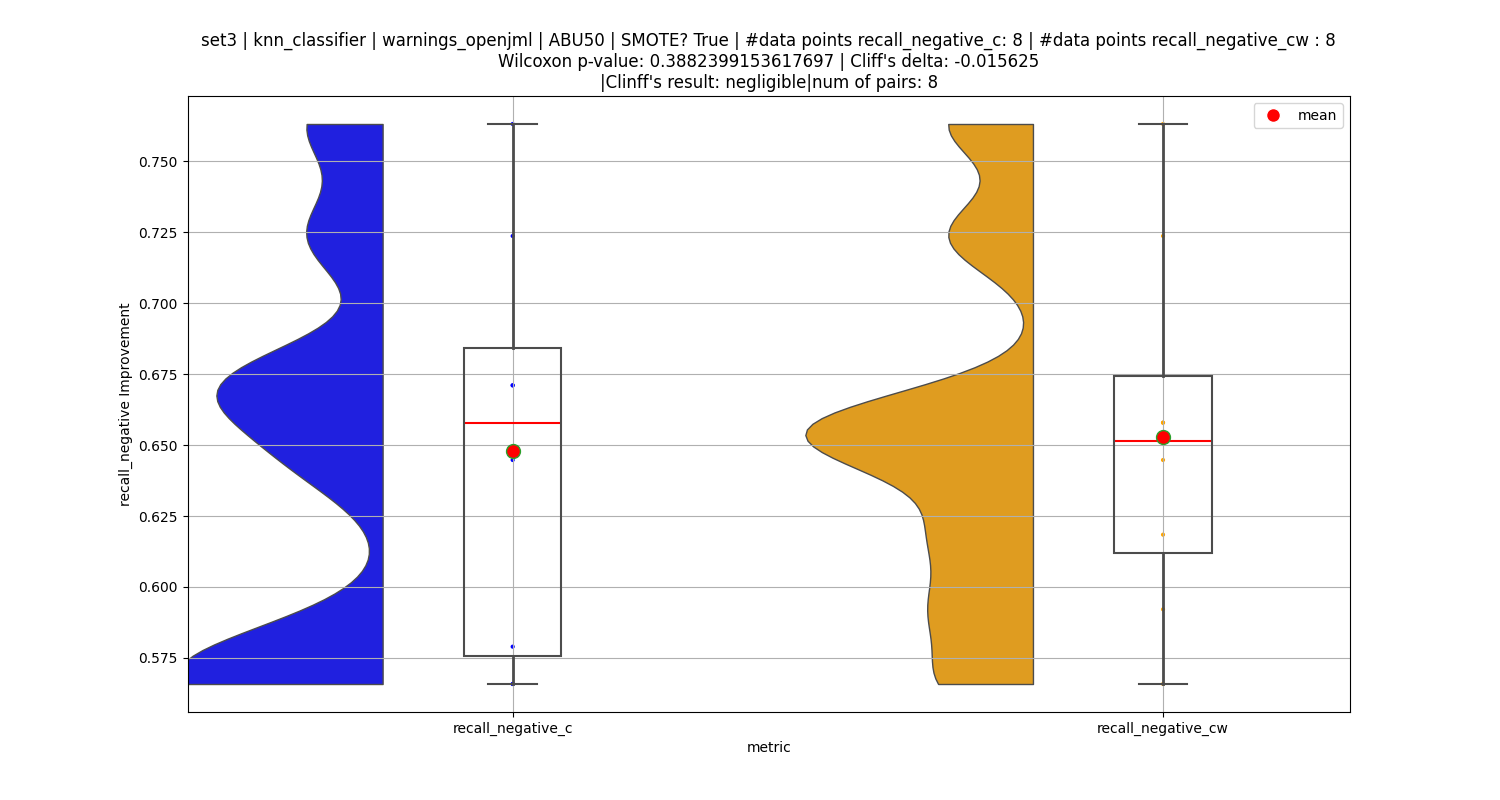 set3 | knn_classifier | warnings_openjml | ABU50 | SMOTE? True | #data points recall_negative_c: 8 | #data points recall_negative_cw : 8
Wilcoxon p-value: 0.3882399153617697 | Cliff's delta: -0.015625
|Clinff's result: negligible|num of pairs: 8
mean
0.750
0.725
0.700
0.675
0.650
0.625
0.600
0.575
recall_negative Improvement
recall_negative_c
recall_negative_cw
metric